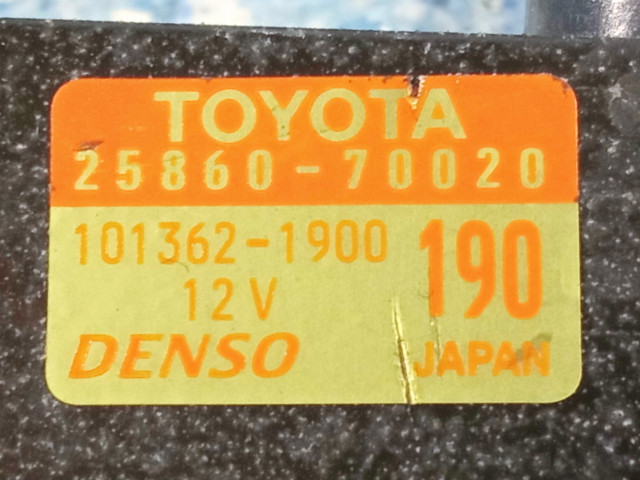 TOYOTA
25860-70020
101362-1900
190
12V
DENSO
JAPAN